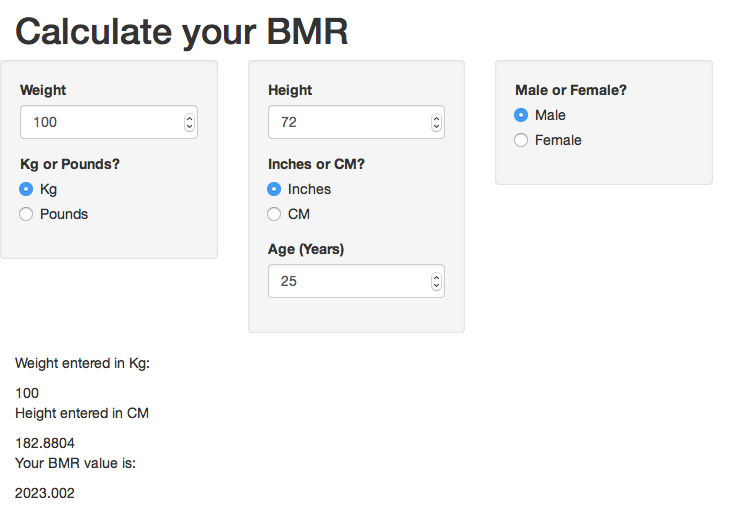 Calculate your BMR
Weight
100
Kg or Pounds?
Kg
Pounds
Height
72
Inches or CM?
Inches
CM
Age (Years)
25
Male or Female?
Male
Female
Weight entered in Kg:
100
Height entered in CM
182.8804
Your BMR value is:
2023.002